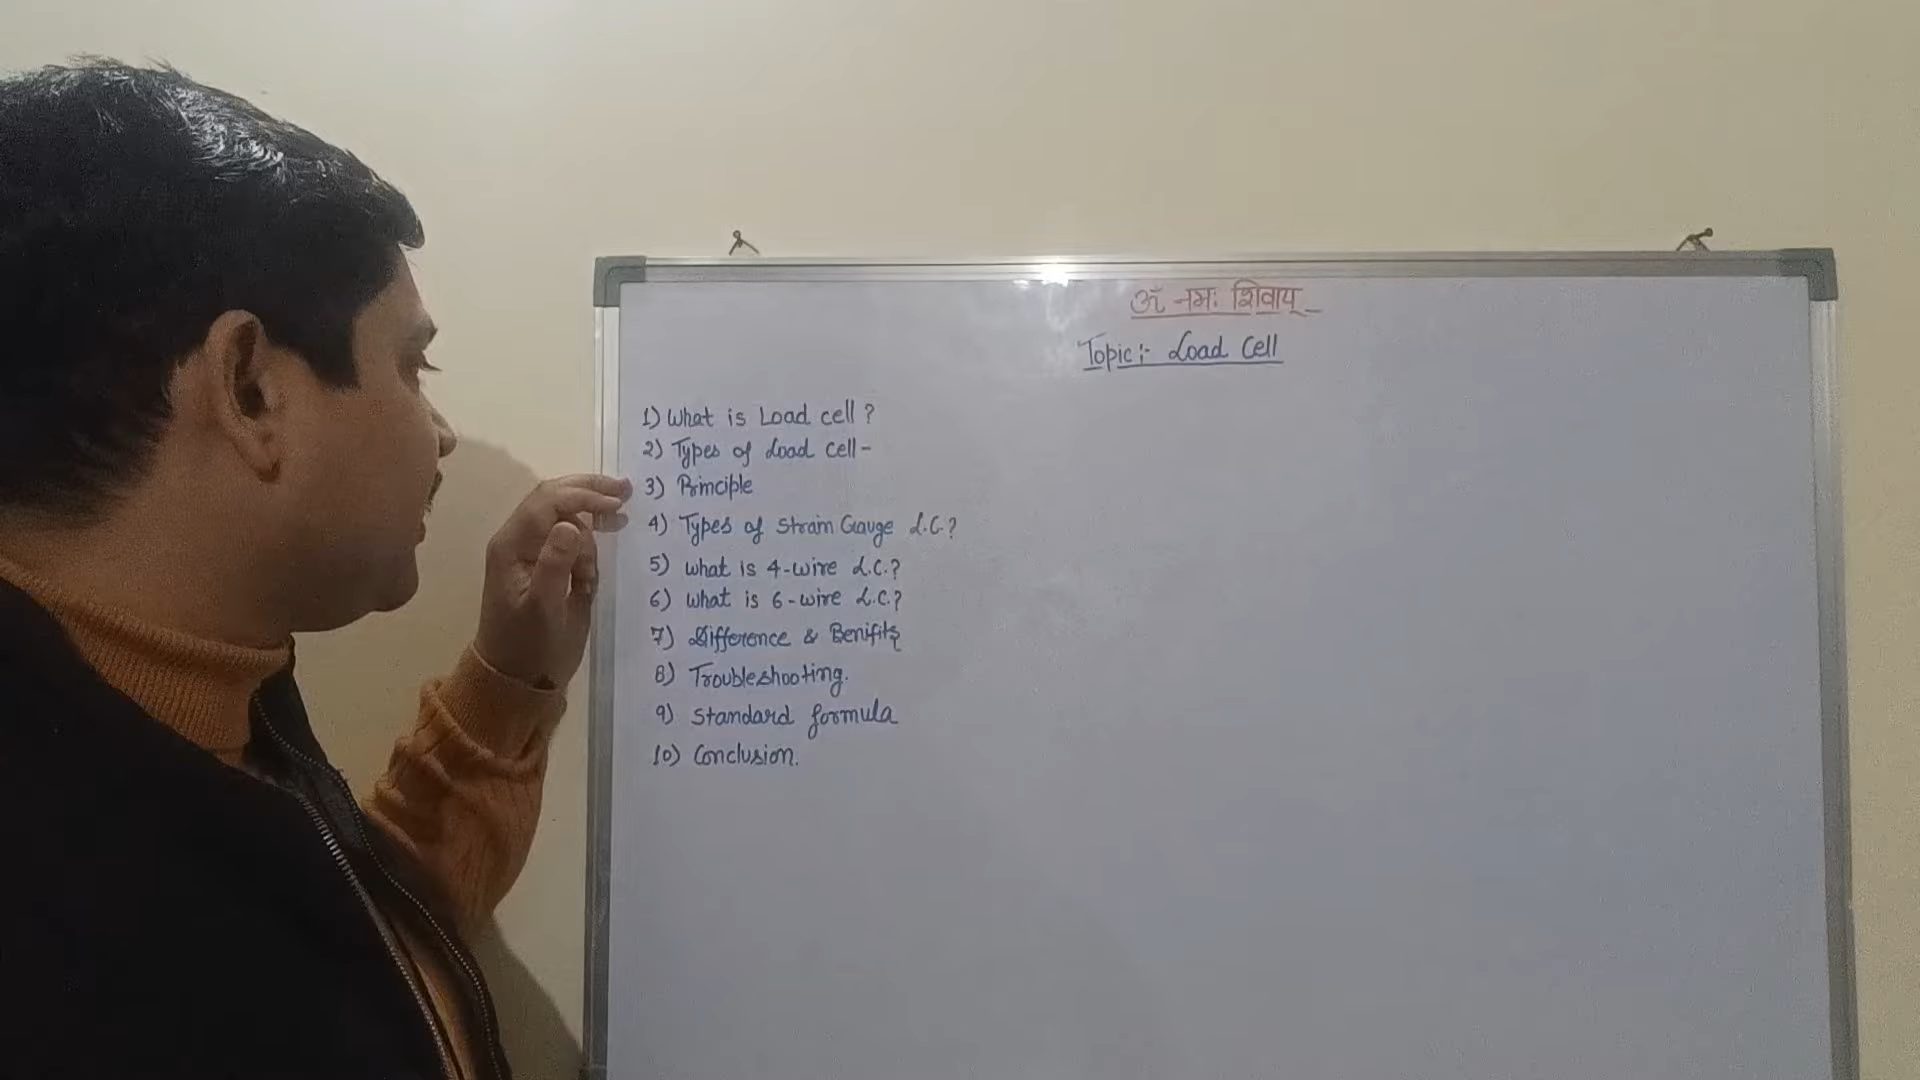 ॐ नमः शिवाय्
Topic:- Load Cell
1) What is Load cell ?
2) Types of Load Cell -
3) Principle
4) Types of Strain Gauge L.C.?
5) What is 4-wire L.C.?
6) What is 6-wire L.C.?
7) Difference & Benifits
8) Troubleshooting.
9) Standard formula
10) Conclusion.